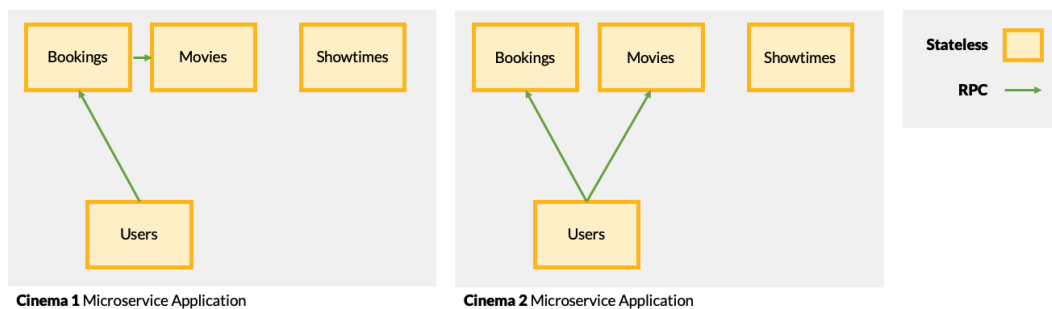 Bookings
Movies
Showtimes
Users
Cinema 1 Microservice Application
Bookings
Movies
Showtimes
Users
Cinema 2 Microservice Application
Stateless
RPC